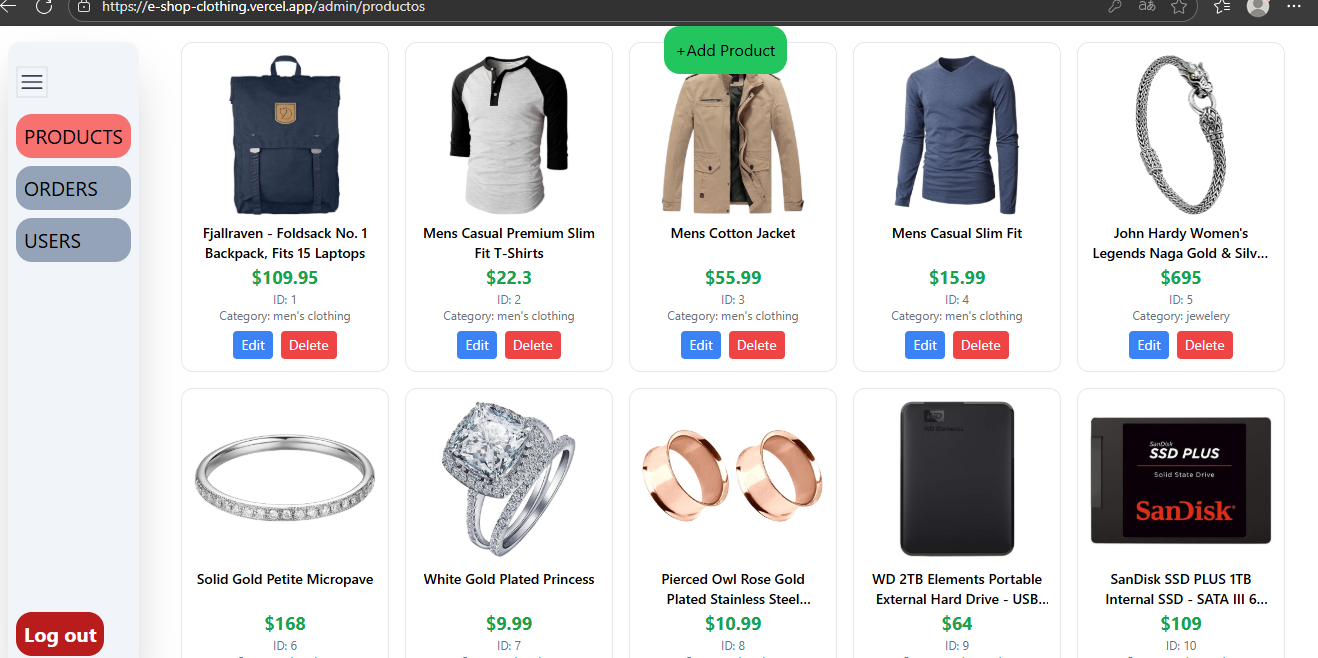 https://e-shop-clothing.vercel.app/admin/productos
+Add Product
PRODUCTS
ORDERS
USERS
Log out
Fjallraven - Foldsack No. 1
Backpack, Fits 15 Laptops
$109.95
ID: 1
Category: men's clothing
Edit Delete
Mens Casual Premium Slim
Fit T-Shirts
$22.3
ID: 2
Category: men's clothing
Edit Delete
Mens Cotton Jacket
$55.99
ID: 3
Category: men's clothing
Edit Delete
Mens Casual Slim Fit
$15.99
ID: 4
Category: men's clothing
Edit Delete
John Hardy Women's
Legends Naga Gold & Silv...
$695
ID: 5
Category: jewelery
Edit Delete
Solid Gold Petite Micropave
$168
ID: 6
White Gold Plated Princess
$9.99
ID: 7
Pierced Owl Rose Gold
Plated Stainless Steel...
$10.99
ID: 8
WD
WD Elements
WD 2TB Elements Portable
External Hard Drive - USB...
$64
ID: 9
SanDisk
SSD PLUS
Solid State Drive
SanDisk
SanDisk SSD PLUS 1TB
Internal SSD - SATA III 6...
$109
ID: 10